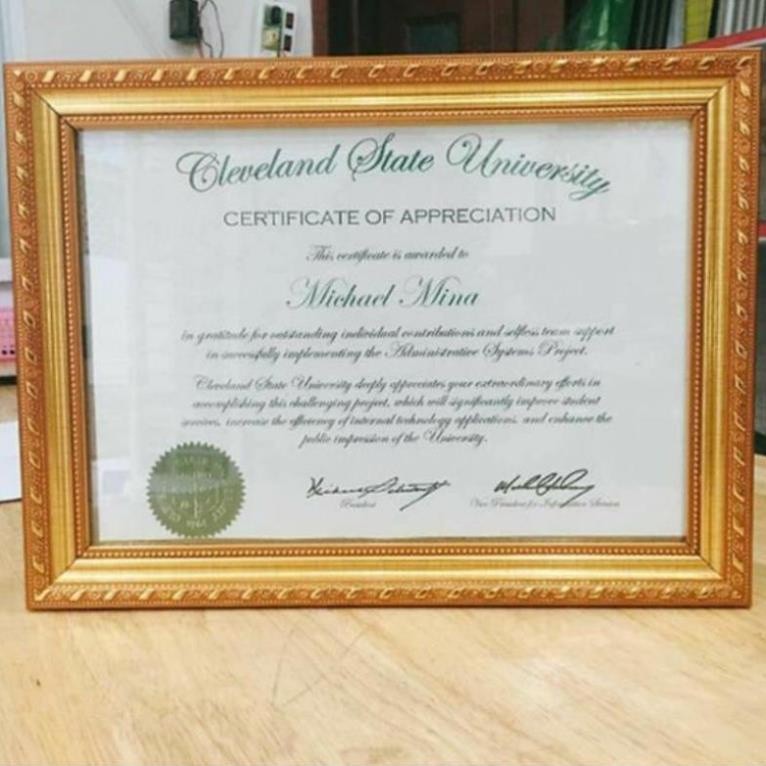 Cleveland State University
CERTIFICATE OF APPRECIATION
This certificate is awarded to
Michael Mina
in gratitude for outstanding individual contributions and selfless team support
in successfully implementing the Administrative Systems Project.
Cleveland State University deeply appreciates your extraordinary efforts in
accomplishing this challenging project, which will significantly improve student
services, increase the efficiency of internal technology applications, and enhance the
public impression of the University.
President
Vice President for Information Services